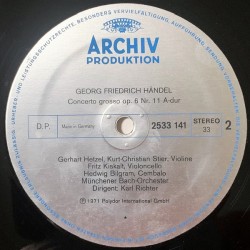 ARCHIV
PRODUKTION
GEORG FRIEDRICH HÄNDEL
Concerto grosso op. 6 Nr. 11 A-dur
D.P.
Made in Germany
2533 141
STEREO
33
2
Gerhart Hetzel, Kurt-Christian Stier, Violine
Fritz Kiskalt, Violoncello
Hedwig Bilgram, Cembalo
Münchener Bach-Orchester
Dirigent: Karl Richter
Ⓟ 1971 Polydor International GmbH